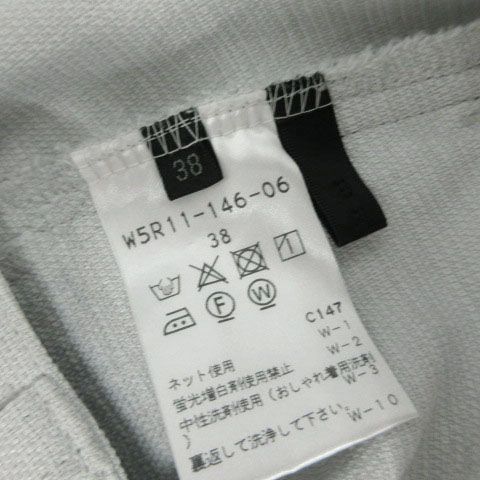 38
W5R11-146-06
38
F W
C147
W-1
W-2
W-3
W-10
ネット使用
蛍光増白剤使用禁止
中性洗剤使用(おしゃれ着用洗剤)
裏返して洗浄して下さい。